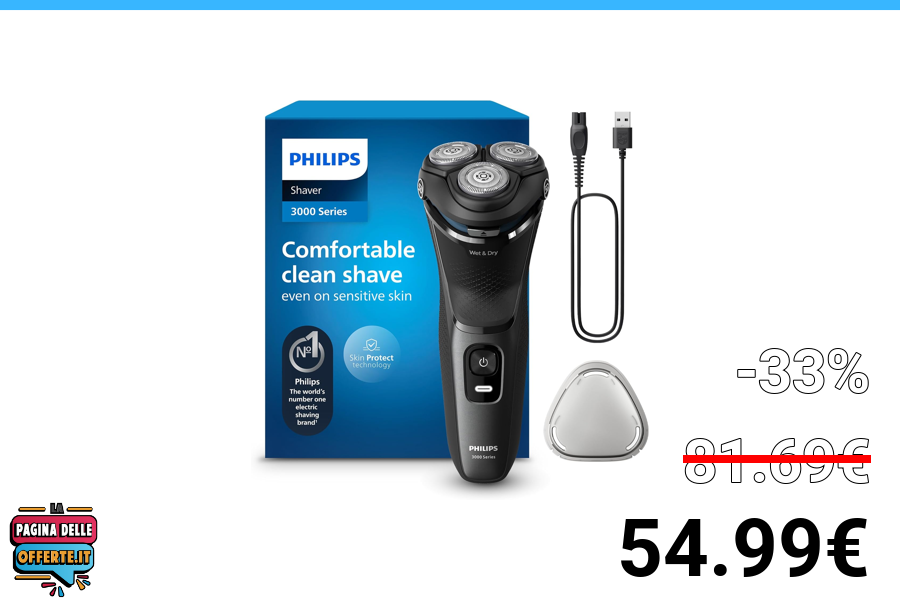 PHILIPS
Shaver
3000 Series
Comfortable
clean shave
even on sensitive skin
Nº1
Philips
The world's
number one
electric
shaving
brand¹
Skin Protect
technology
Wet & Dry
PHILIPS
3000 Series
-33%
81.69€
54.99€
LA
PAGINA DELLE
OFFERTE.IT